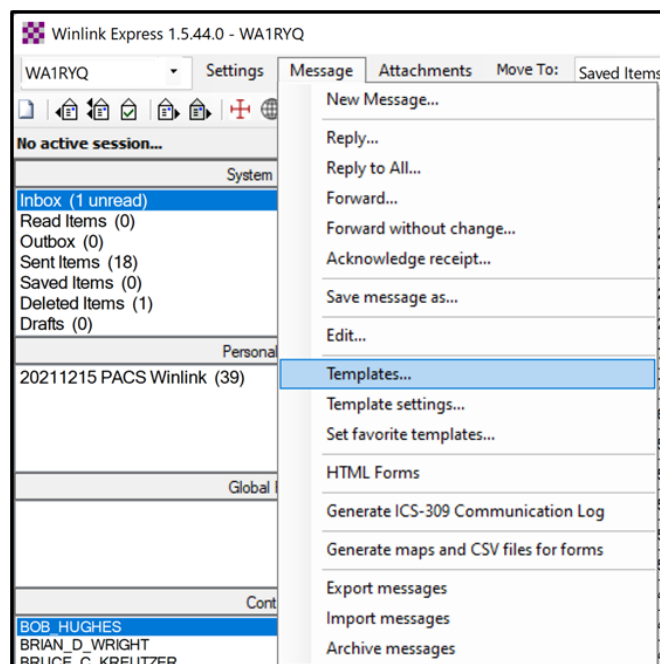 Winlink Express 1.5.44.0 - WA1RYQ
WA1RYQ Settings Message Attachments Move To: Saved Items
No active session...
System
Inbox (1 unread)
Read Items (0)
Outbox (0)
Sent Items (18)
Saved Items (0)
Deleted Items (1)
Drafts (0)
Personal
20211215 PACS Winlink (39)
Global
Cont
BOB_HUGHES
BRIAN_D_WRIGHT
BRUCE_C_KREUTZER
New Message...
Reply...
Reply to All...
Forward...
Forward without change...
Acknowledge receipt...
Save message as...
Edit...
Templates...
Template settings...
Set favorite templates...
HTML Forms
Generate ICS-309 Communication Log
Generate maps and CSV files for forms
Export messages
Import messages
Archive messages